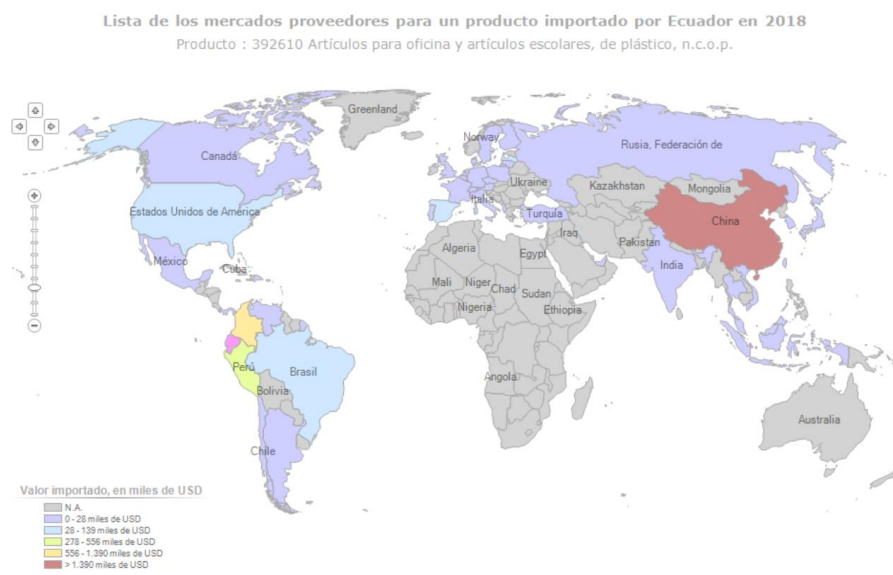 Lista de los mercados proveedores para un producto importado por Ecuador en 2018
Producto : 392610 Artículos para oficina y artículos escolares, de plástico, n.c.o.p.
Greenland
Norway
Canadá
Rusia, Federación de
Ukraine
Kazakhstan
Mongolia
Italia
Turquía
Estados Unidos de América
China
Iraq
Pakistan
Algeria
Egypt
México
Cuba
India
Mali
Niger
Chad
Sudan
Nigeria
Ethiopia
Perú
Brasil
Angola
Bolivia
Australia
Chile
Valor importado, en miles de USD
N.A.
0 - 28 miles de USD
28 - 139 miles de USD
278 - 556 miles de USD
556 - 1.390 miles de USD
> 1.390 miles de USD